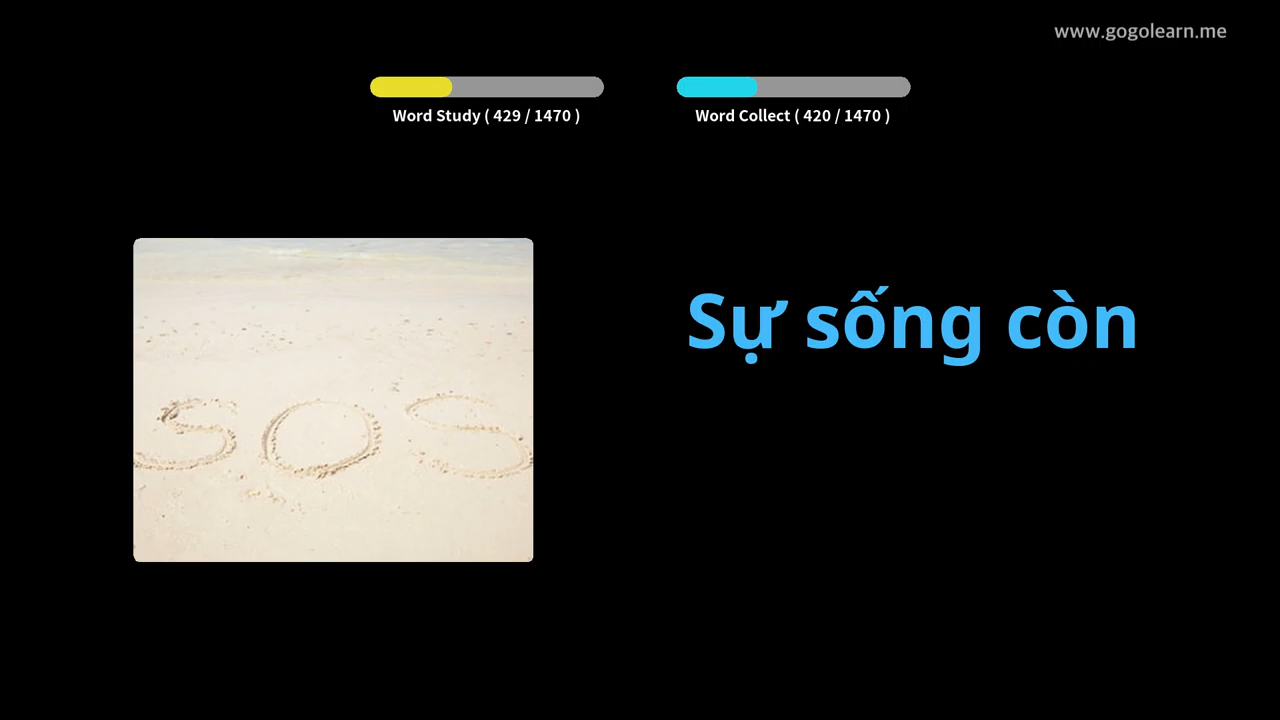 www.gogolearn.me
Word Study ( 429 / 1470 )
Word Collect ( 420 / 1470 )
SOS
Sự sống còn